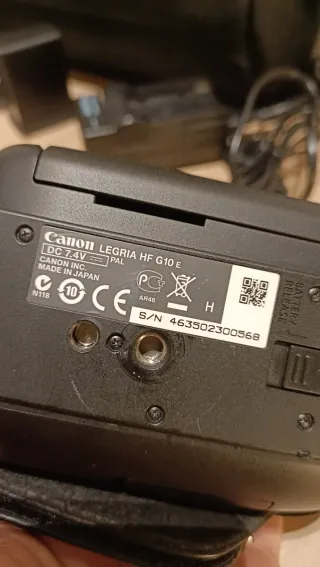 Canon LEGRIA HF G10 E
DC 7.4V PAL
CANON INC.
MADE IN JAPAN
N118
10
CE
PC
AR46
H
S/N 463502300568
BATTERY RELEASE